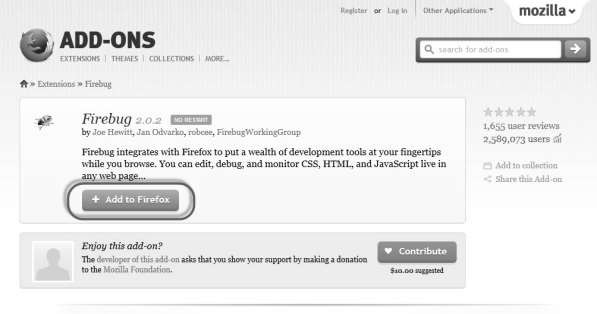 Register or Log in Other Applications
mozilla
ADD-ONS
EXTENSIONS | THEMES | COLLECTIONS | MORE...
search for add-ons
» Extensions » Firebug
Firebug 2.0.2 NO RESTART
by Joe Hewitt, Jan Odvarko, robcee, FirebugWorkingGroup
Firebug integrates with Firefox to put a wealth of development tools at your fingertips
while you browse. You can edit, debug, and monitor CSS, HTML, and JavaScript live in
any web page...
+ Add to Firefox
1,655 user reviews
2,589,073 users
Add to collection
Share this Add-on
Enjoy this add-on?
The developer of this add-on asks that you show your support by making a donation
to the Mozilla Foundation.
Contribute
$10.00 suggested